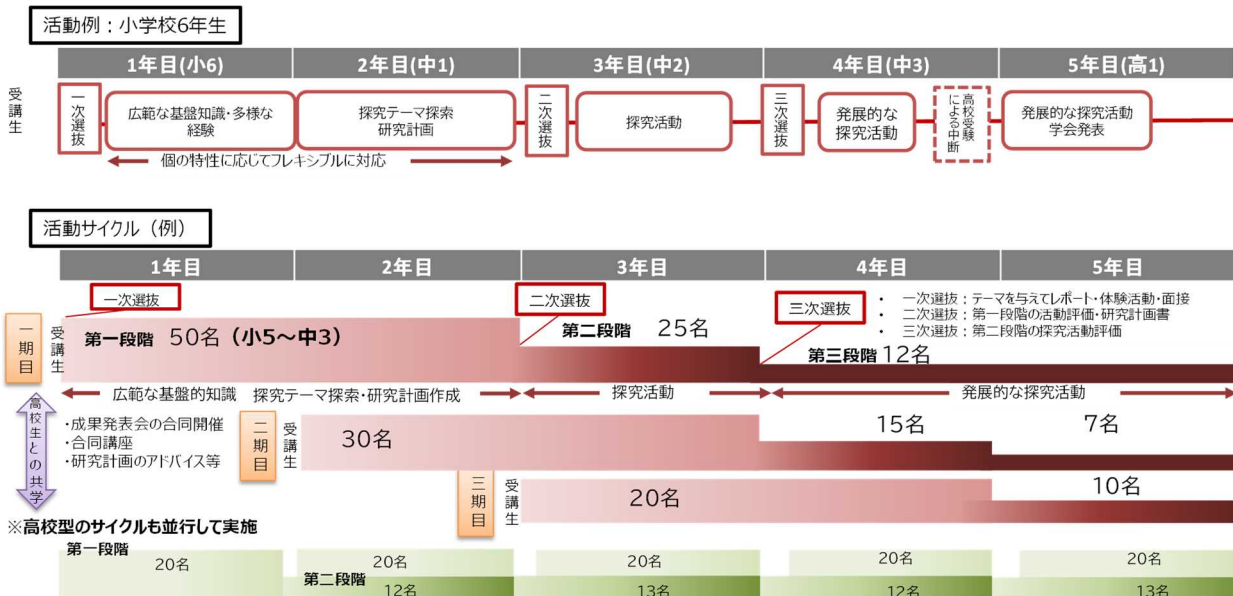 活動例：小学校6年生
1年目(小6)
2年目(中1)
3年目(中2)
4年目(中3)
5年目(高1)
受講生
一次選抜
広範な基盤知識・多様な
経験
探究テーマ探索
研究計画
二次選抜
探究活動
三次選抜
発展的な
探究活動
高校受験
による中断
発展的な探究活動
学会発表
個の特性に応じてフレキシブルに対応
活動サイクル（例）
1年目
2年目
3年目
4年目
5年目
一次選抜
二次選抜
三次選抜
・ 一次選抜：テーマを与えてレポート・体験活動・面接
・ 二次選抜：第一段階の活動評価・研究計画書
・ 三次選抜：第二段階の探究活動評価
一期目
受講生
第一段階 50名（小5～中3）
第二段階 25名
第三段階 12名
広範な基盤的知識 探究テーマ探索・研究計画作成
探究活動
発展的な探究活動
高校生との共学
・成果発表会の合同開催
・合同講座
・研究計画のアドバイス等
二期目
受講生
30名
15名
7名
三期目
受講生
20名
10名
※高校型のサイクルも並行して実施
第一段階
20名
20名
20名
20名
20名
第二段階
12名
13名
12名
13名